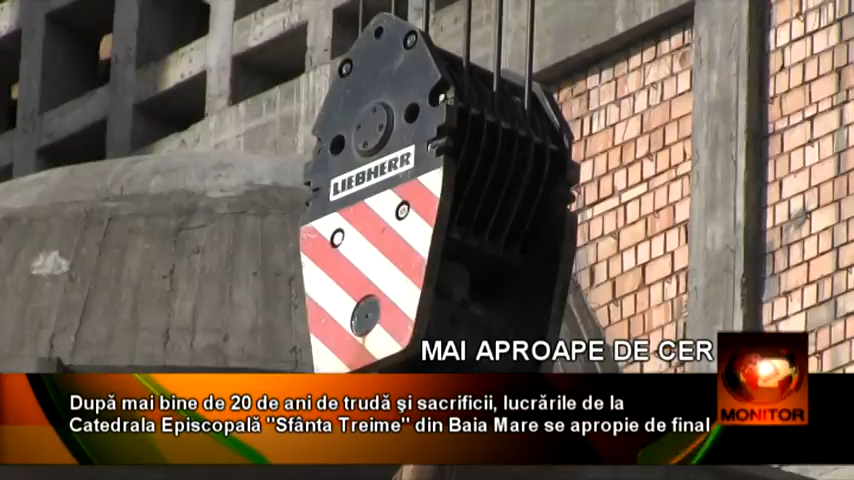 LIEBHERR
MAI APROAPE DE CER
După mai bine de 20 de ani de trudă şi sacrificii, lucrările de la
Catedrala Episcopală "Sfânta Treime" din Baia Mare se apropie de final
MONITOR